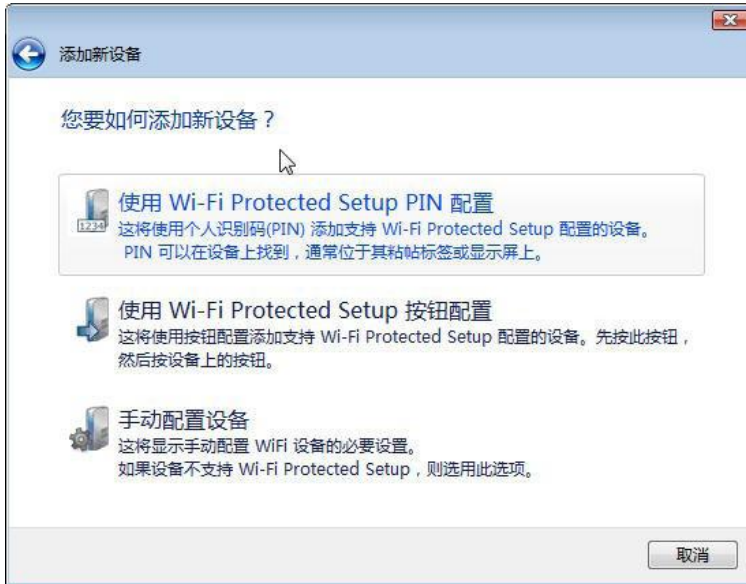 添加新设备
您要如何添加新设备？
使用 Wi-Fi Protected Setup PIN 配置
1234
这将使用个人识别码(PIN) 添加支持 Wi-Fi Protected Setup 配置的设备。
PIN 可以在设备上找到，通常位于其粘帖标签或显示屏上。
使用 Wi-Fi Protected Setup 按钮配置
这将使用按钮配置添加支持 Wi-Fi Protected Setup 配置的设备。先按此按钮，
然后按设备上的按钮。
手动配置设备
这将显示手动配置 WiFi 设备的必要设置。
如果设备不支持 Wi-Fi Protected Setup，则选用此选项。
取消